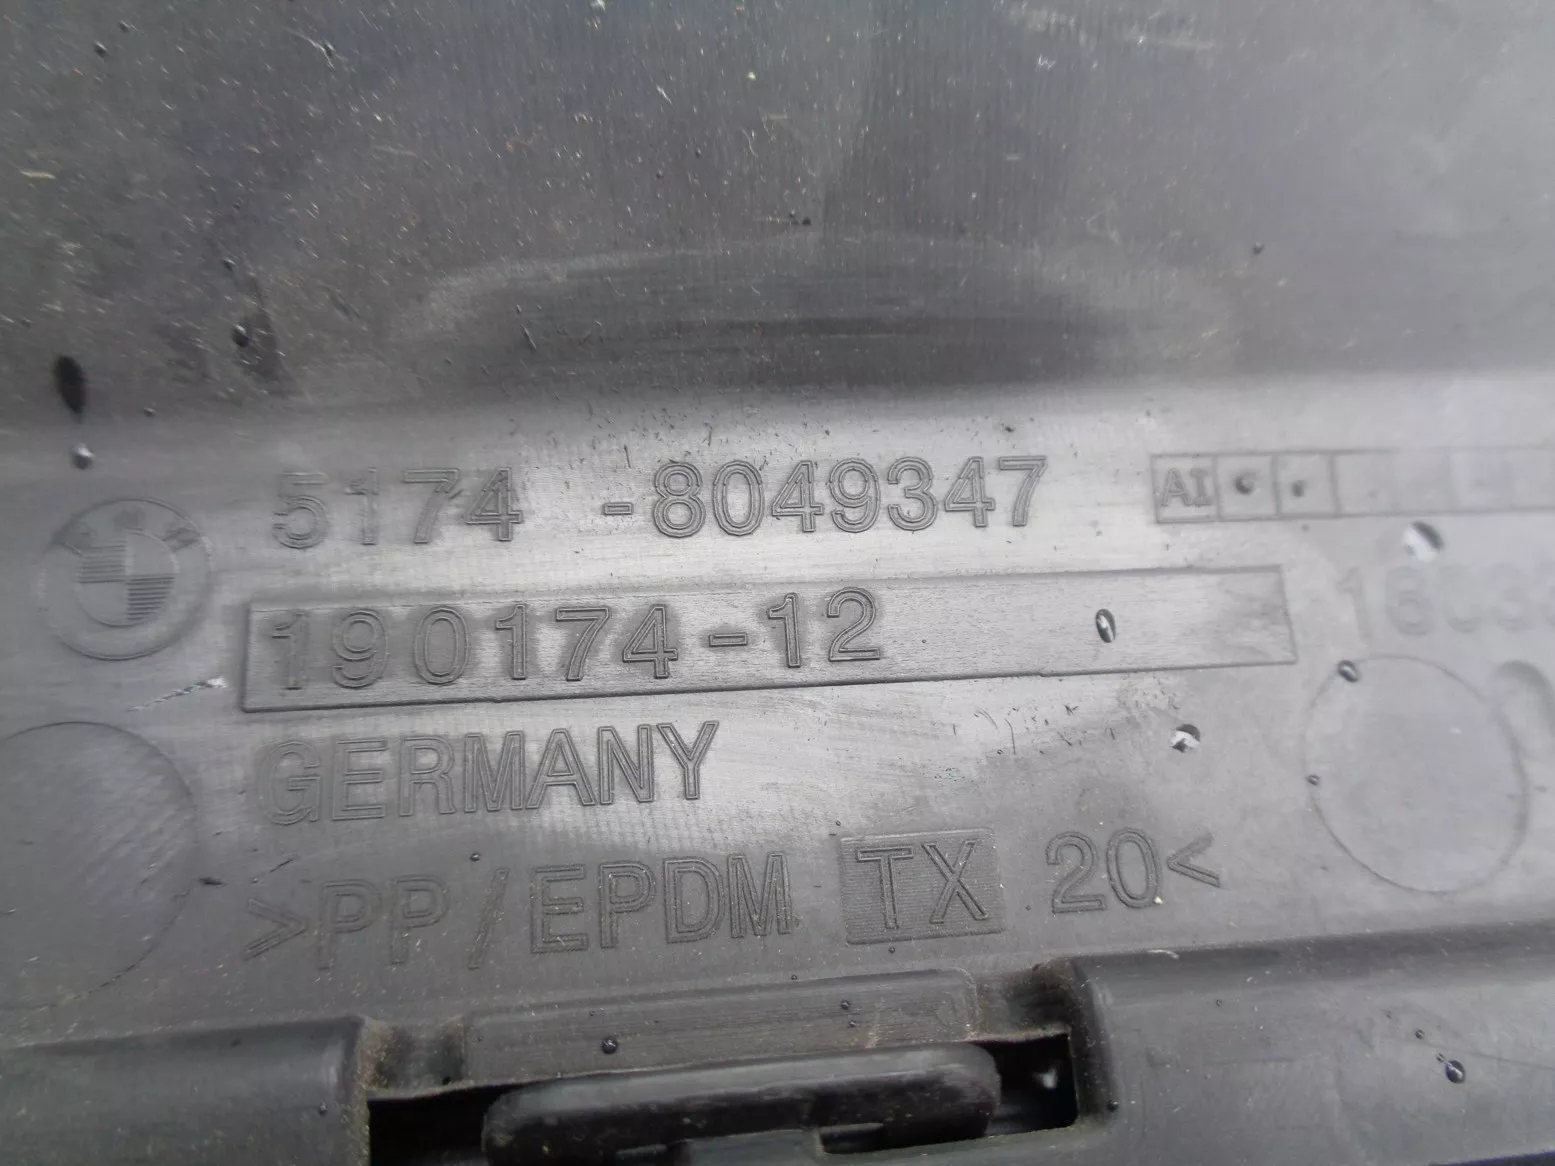 5174 -8049347
AI
190174-12
GERMANY
>PP/EPDM TX 20<